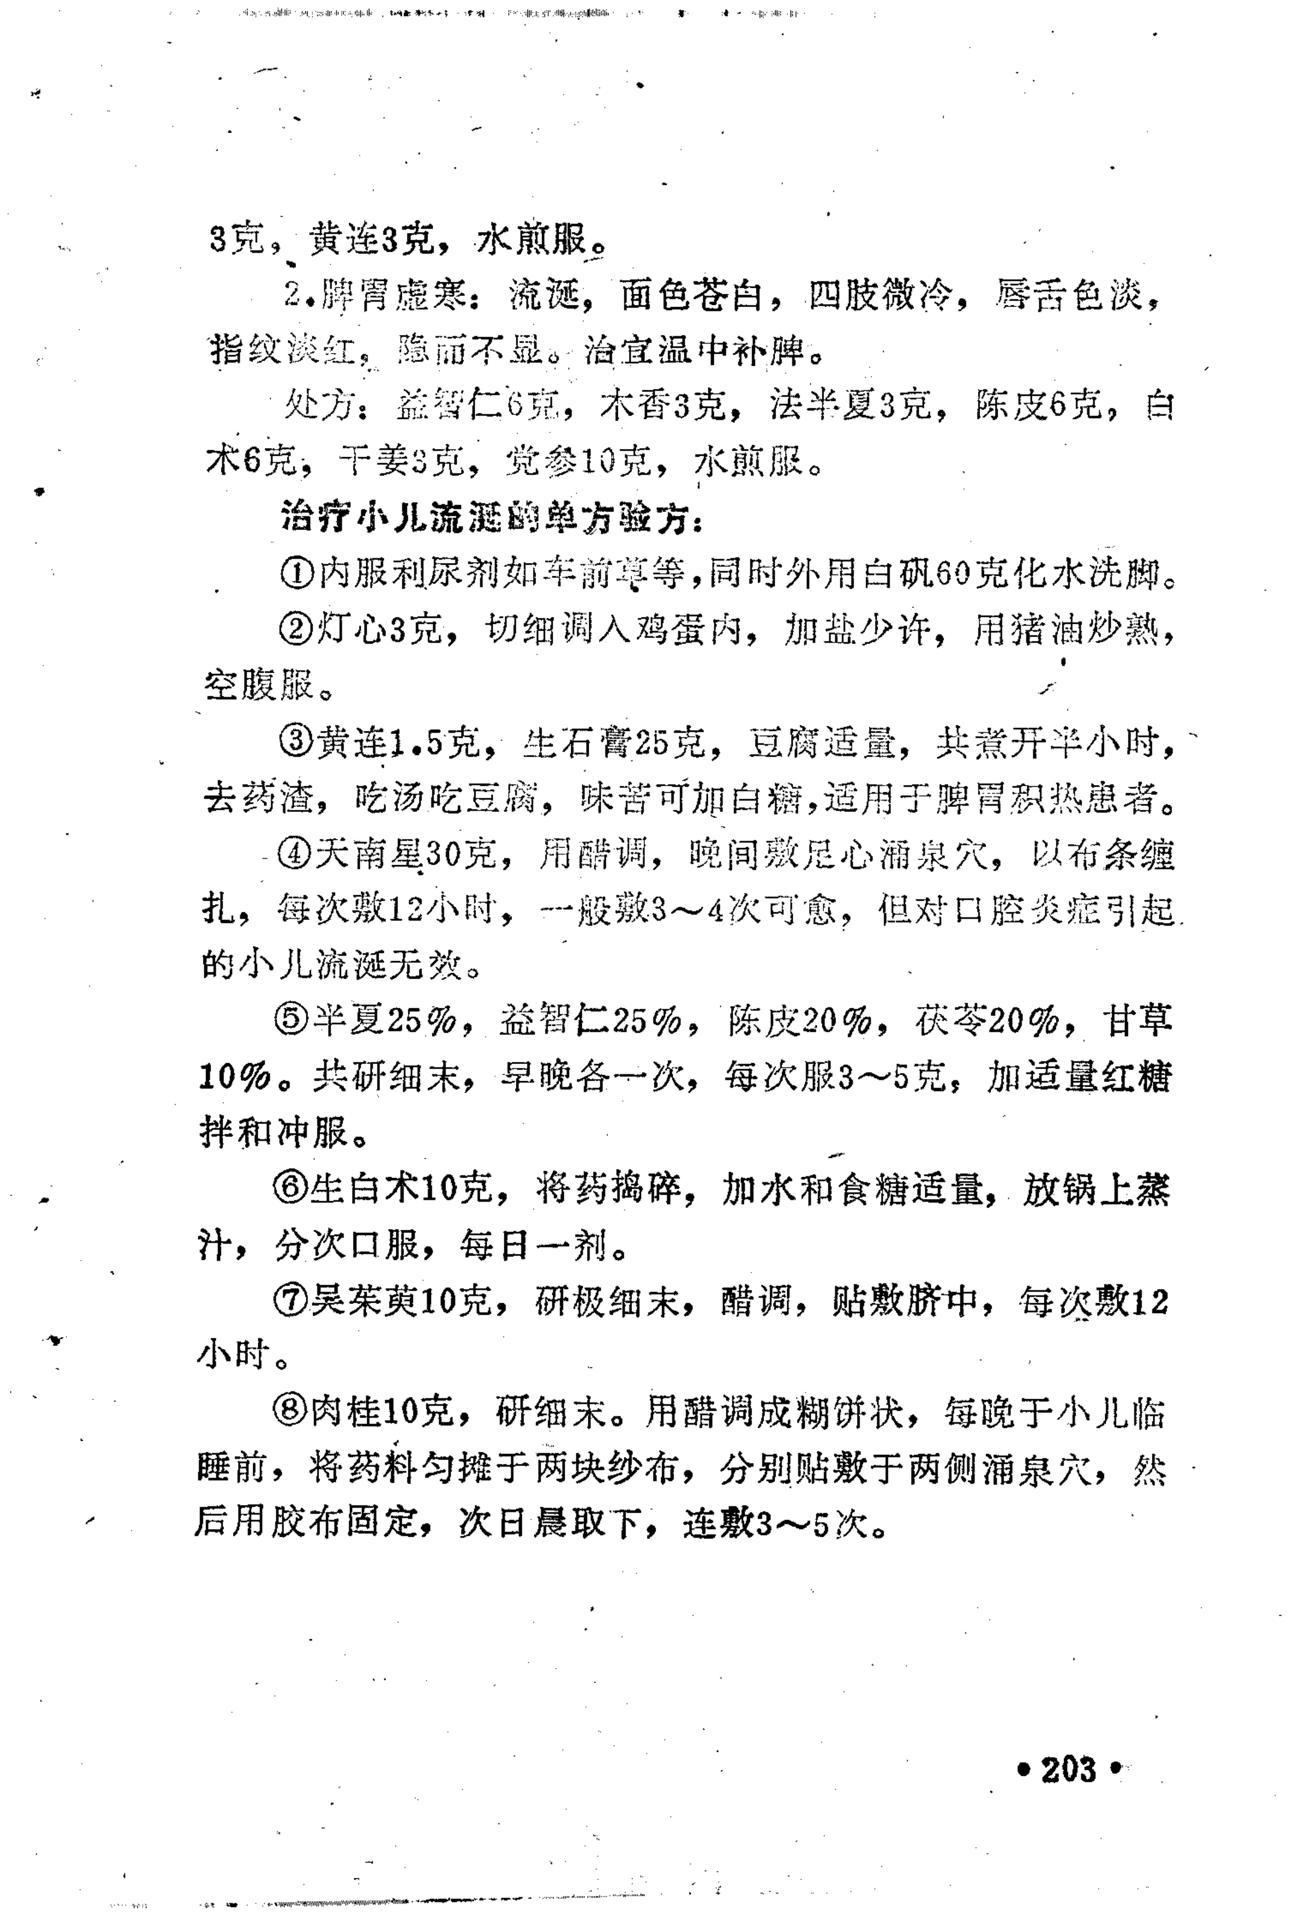 3克，黄连3克，水煎服。
2.脾胃虚寒：流涎，面色苍白，四肢微冷，唇舌色淡，
指纹淡红，隐而不显。治宜温中补脾。
处方：益智仁6克，木香3克，法半夏3克，陈皮6克，白
术6克，干姜3克，党参10克，水煎服。
治疗小儿流涎的单方验方：
①内服利尿剂如车前草等，同时外用白矾60克化水洗脚。
②灯心3克，切细调入鸡蛋内，加盐少许，用猪油炒熟，
空腹服。
③黄连1.5克，生石膏25克，豆腐适量，共煮开半小时，
去药渣，吃汤吃豆腐，味苦可加白糖，适用于脾胃积热患者。
④天南星30克，用醋调，晚间敷足心涌泉穴，以布条缠
扎，每次敷12小时，一般敷3～4次可愈，但对口腔炎症引起
的小儿流涎无效。
⑤半夏25%，益智仁25%，陈皮20%，茯苓20%，甘草
10%。共研细末，早晚各一次，每次服3～5克，加适量红糖
拌和冲服。
⑥生白术10克，将药捣碎，加水和食糖适量，放锅上蒸
汁，分次口服，每日一剂。
⑦吴茱萸10克，研极细末，醋调，贴敷脐中，每次敷12
小时。
⑧肉桂10克，研细末。用醋调成糊饼状，每晚于小儿临
睡前，将药料匀摊于两块纱布，分别贴敷于两侧涌泉穴，然
后用胶布固定，次日晨取下，连敷3～5次。
•203•